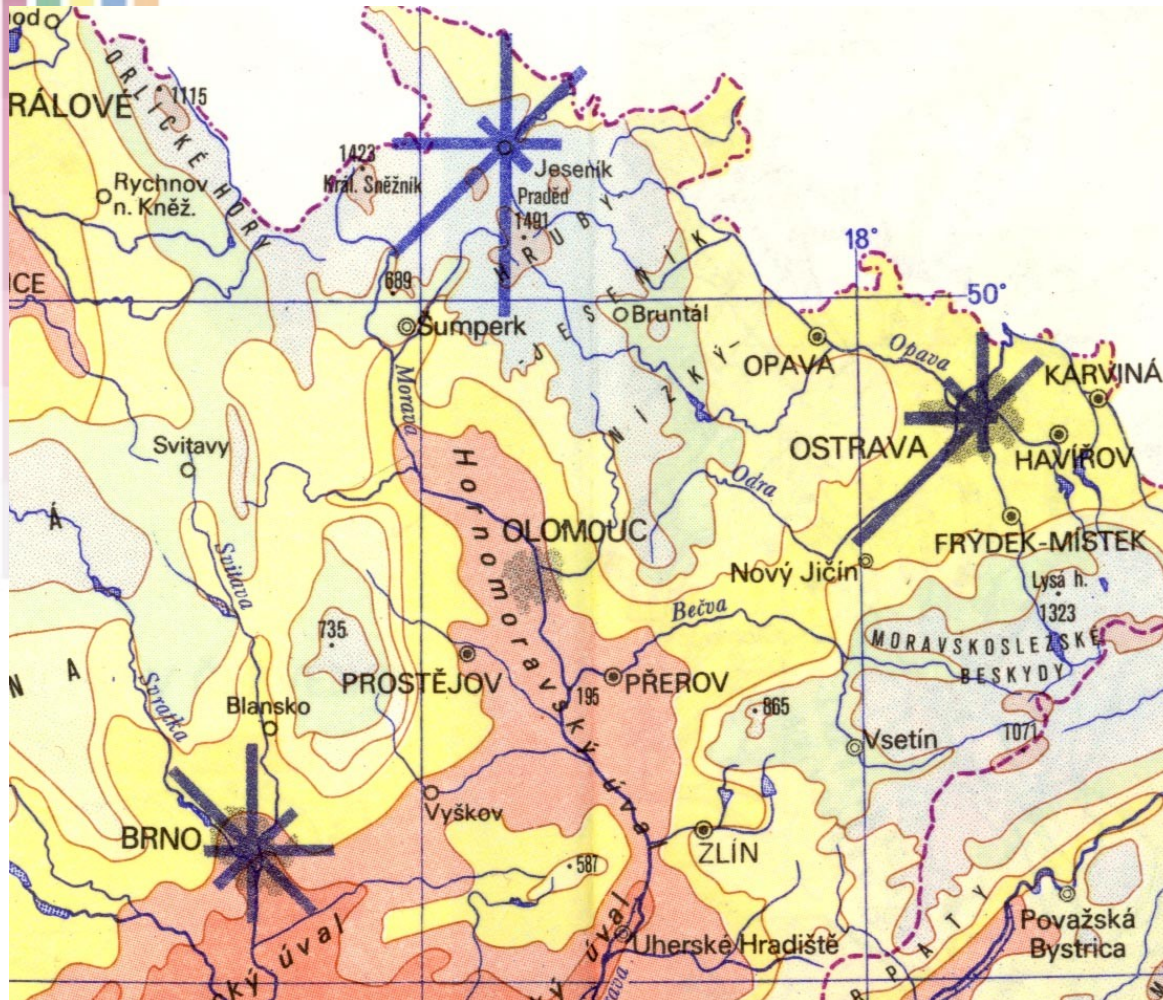 RÁLOVÉ
1115
ORLICKÉ HORY
Rychnov
n. Kněž.
1423
Král. Sněžník
Jeseník
Praděd
1491
HRUBÝ
JESENÍK
689
Šumperk
Bruntál
NÍZKÝ-
18°
50°
OPAVA
Opava
KARVINÁ
OSTRAVA
HAVÍŘOV
Svitavy
Morava
Hornomoravský úval
OLOMOUC
Odra
Nový Jičín
FRÝDEK-MÍSTEK
Lysá h.
1323
MORAVSKOSLEZSKÉ
BESKYDY
Á
N A
Svitava
Svratka
735
PROSTĚJOV
Blansko
Bečva
PŘEROV
195
865
Vsetín
1071
BRNO
Vyškov
ZLÍN
587
Uherské Hradiště
Považská
Bystrica
ký úval
ký úval